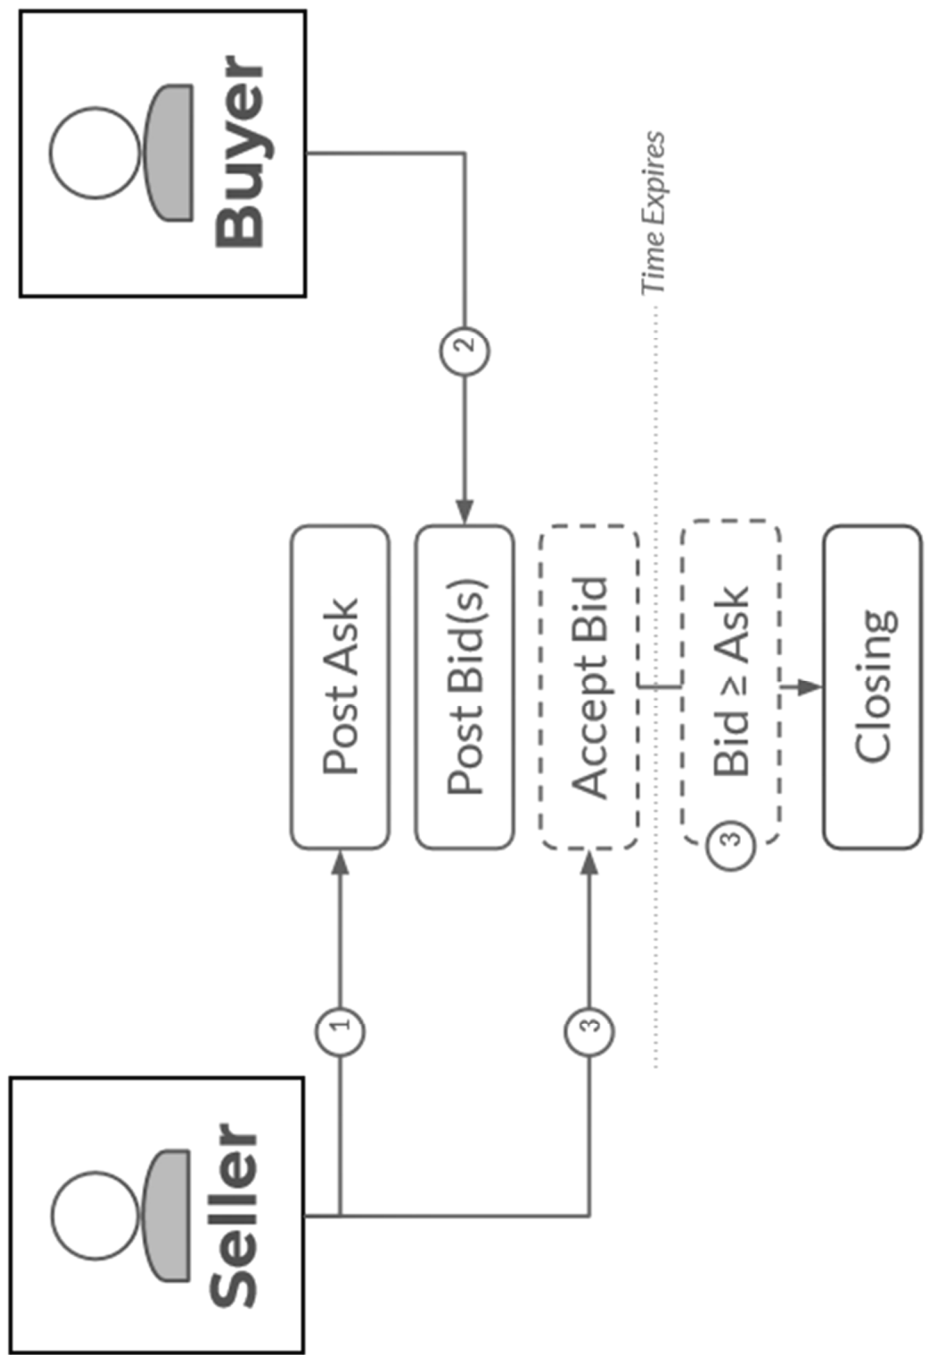 Seller
Buyer
1
Post Ask
2
Post Bid(s)
3
Accept Bid
Time Expires
3
Bid ≥ Ask
Closing